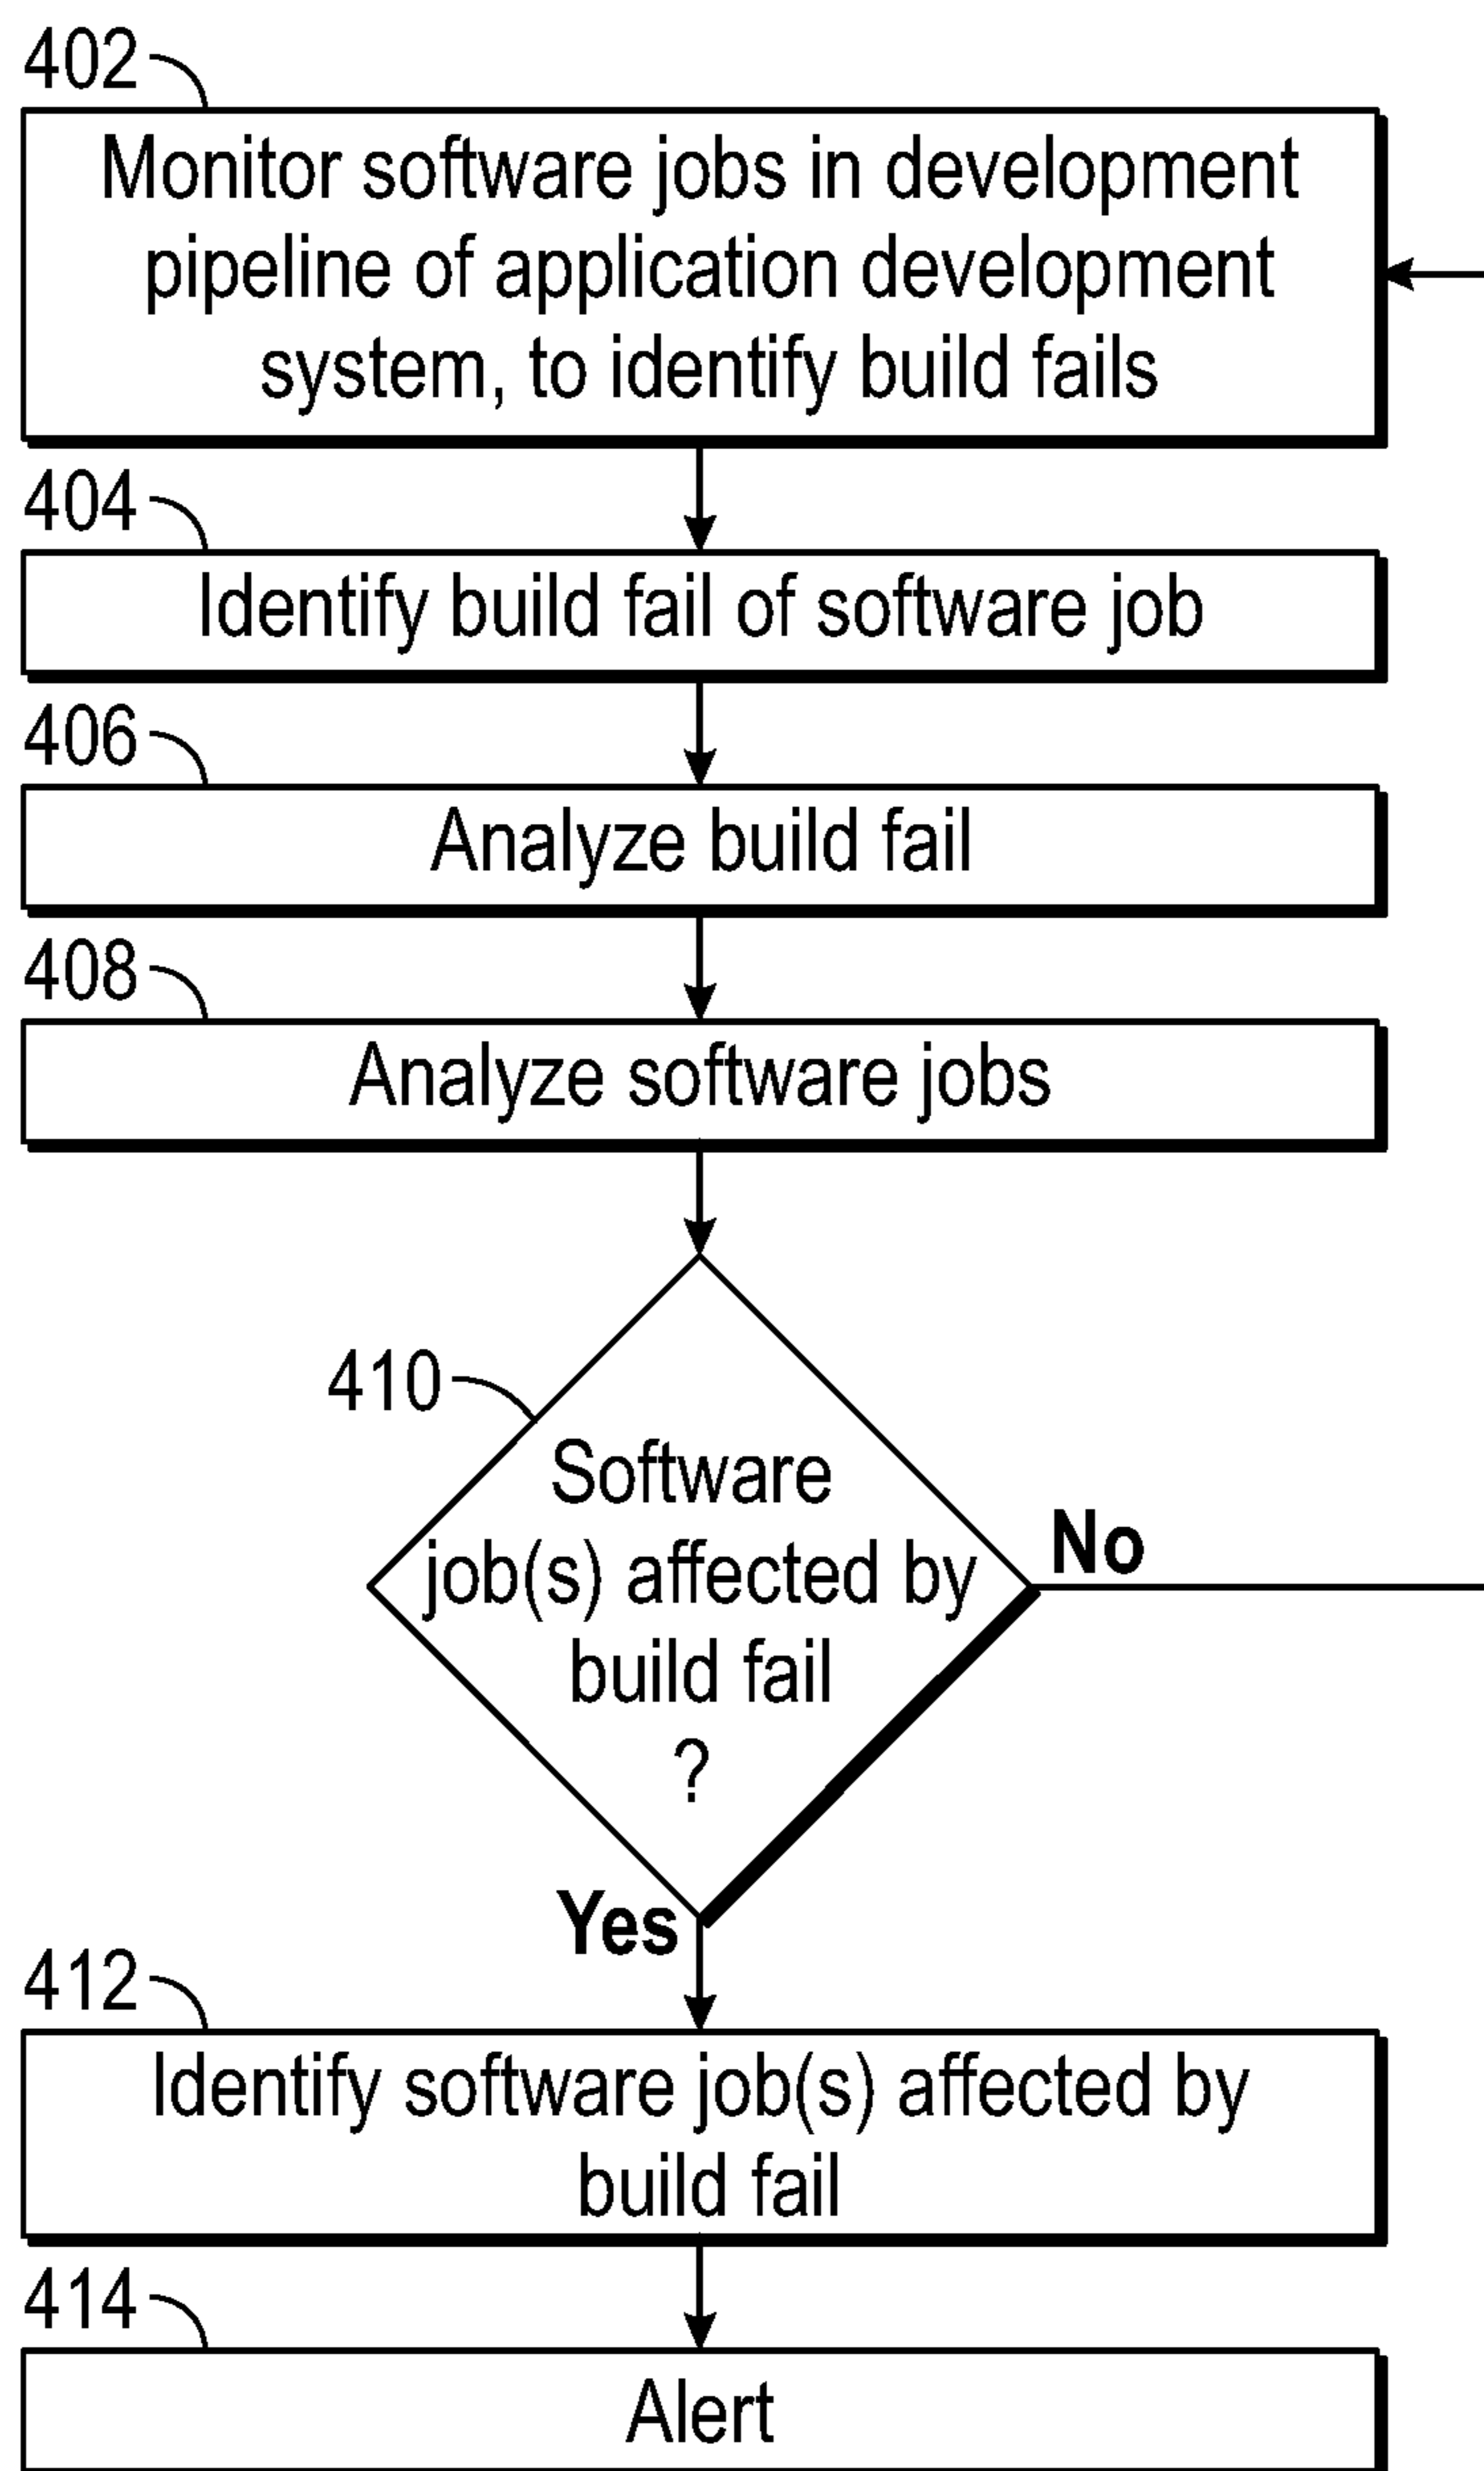 402
Monitor software jobs in development
pipeline of application development
system, to identify build fails
404
Identify build fail of software job
406
Analyze build fail
408
Analyze software jobs
410
Software
job(s) affected by
build fail
?
No
Yes
412
Identify software job(s) affected by
build fail
414
Alert